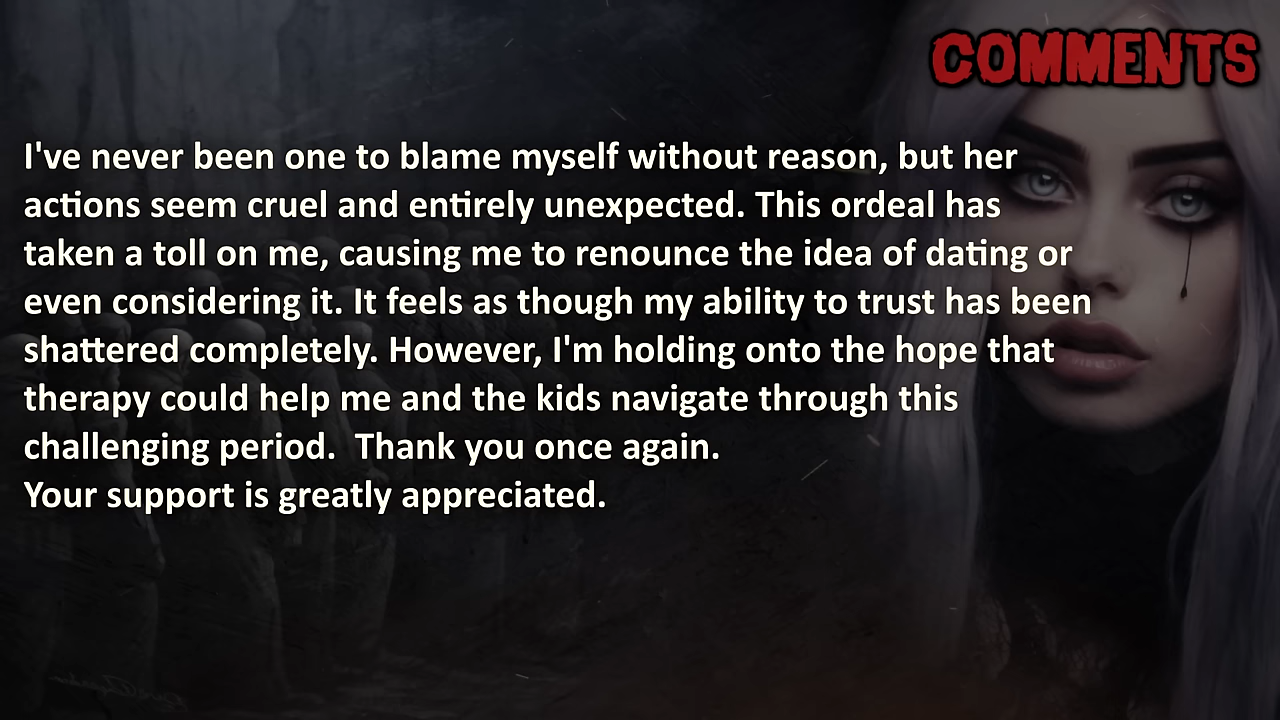 COMMENTS
I've never been one to blame myself without reason, but her
actions seem cruel and entirely unexpected. This ordeal has
taken a toll on me, causing me to renounce the idea of dating or
even considering it. It feels as though my ability to trust has been
shattered completely. However, I'm holding onto the hope that
therapy could help me and the kids navigate through this
challenging period.  Thank you once again.
Your support is greatly appreciated.